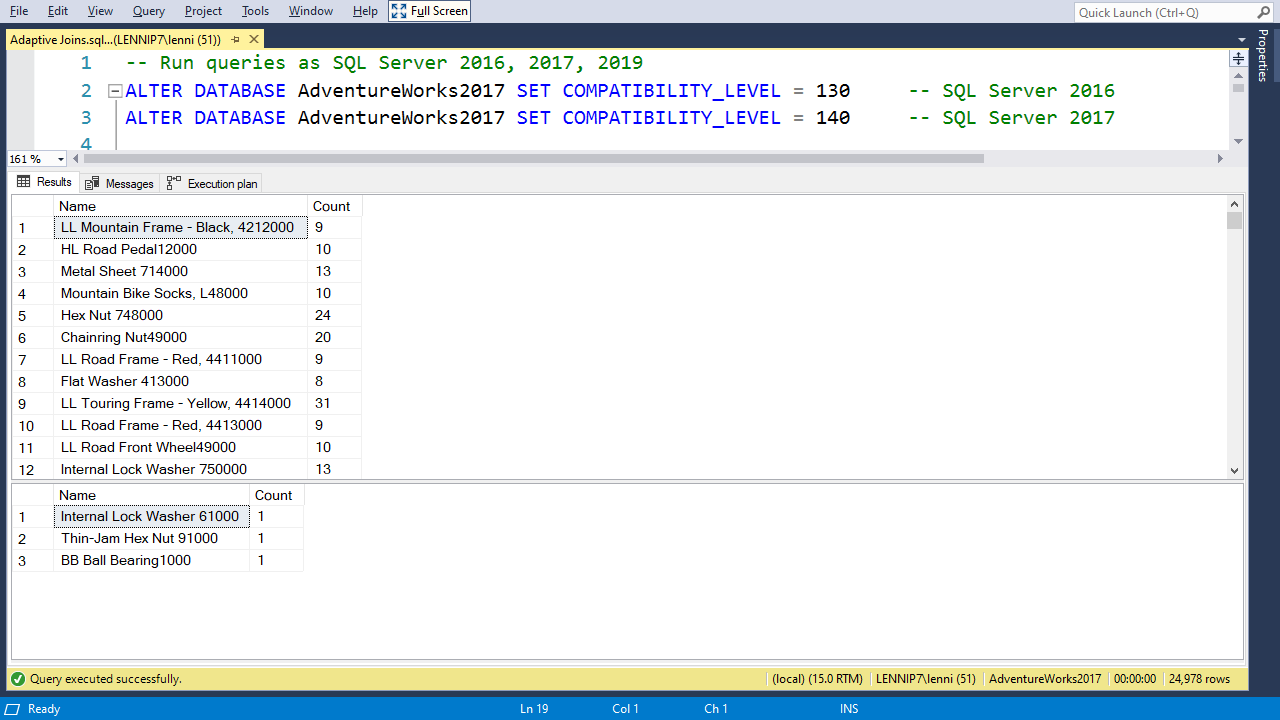 File Edit View Query Project Tools Window Help Full Screen
Quick Launch (Ctrl+Q)
Adaptive Joins.sql...(LENNIP7\lenni (51))
Properties
1 -- Run queries as SQL Server 2016, 2017, 2019
2 ALTER DATABASE AdventureWorks2017 SET COMPATIBILITY_LEVEL = 130 -- SQL Server 2016
3 ALTER DATABASE AdventureWorks2017 SET COMPATIBILITY_LEVEL = 140 -- SQL Server 2017
4
161 %
Results Messages Execution plan
Name Count
1 LL Mountain Frame - Black, 4212000 9
2 HL Road Pedal12000 10
3 Metal Sheet 714000 13
4 Mountain Bike Socks, L48000 10
5 Hex Nut 748000 24
6 Chainring Nut49000 20
7 LL Road Frame - Red, 4411000 9
8 Flat Washer 413000 8
9 LL Touring Frame - Yellow, 4414000 31
10 LL Road Frame - Red, 4413000 9
11 LL Road Front Wheel49000 10
12 Internal Lock Washer 750000 13
Name Count
1 Internal Lock Washer 61000 1
2 Thin-Jam Hex Nut 91000 1
3 BB Ball Bearing1000 1
Query executed successfully. (local) (15.0 RTM) LENNIP7\lenni (51) AdventureWorks2017 00:00:00 24,978 rows
Ready Ln 19 Col 1 Ch 1 INS